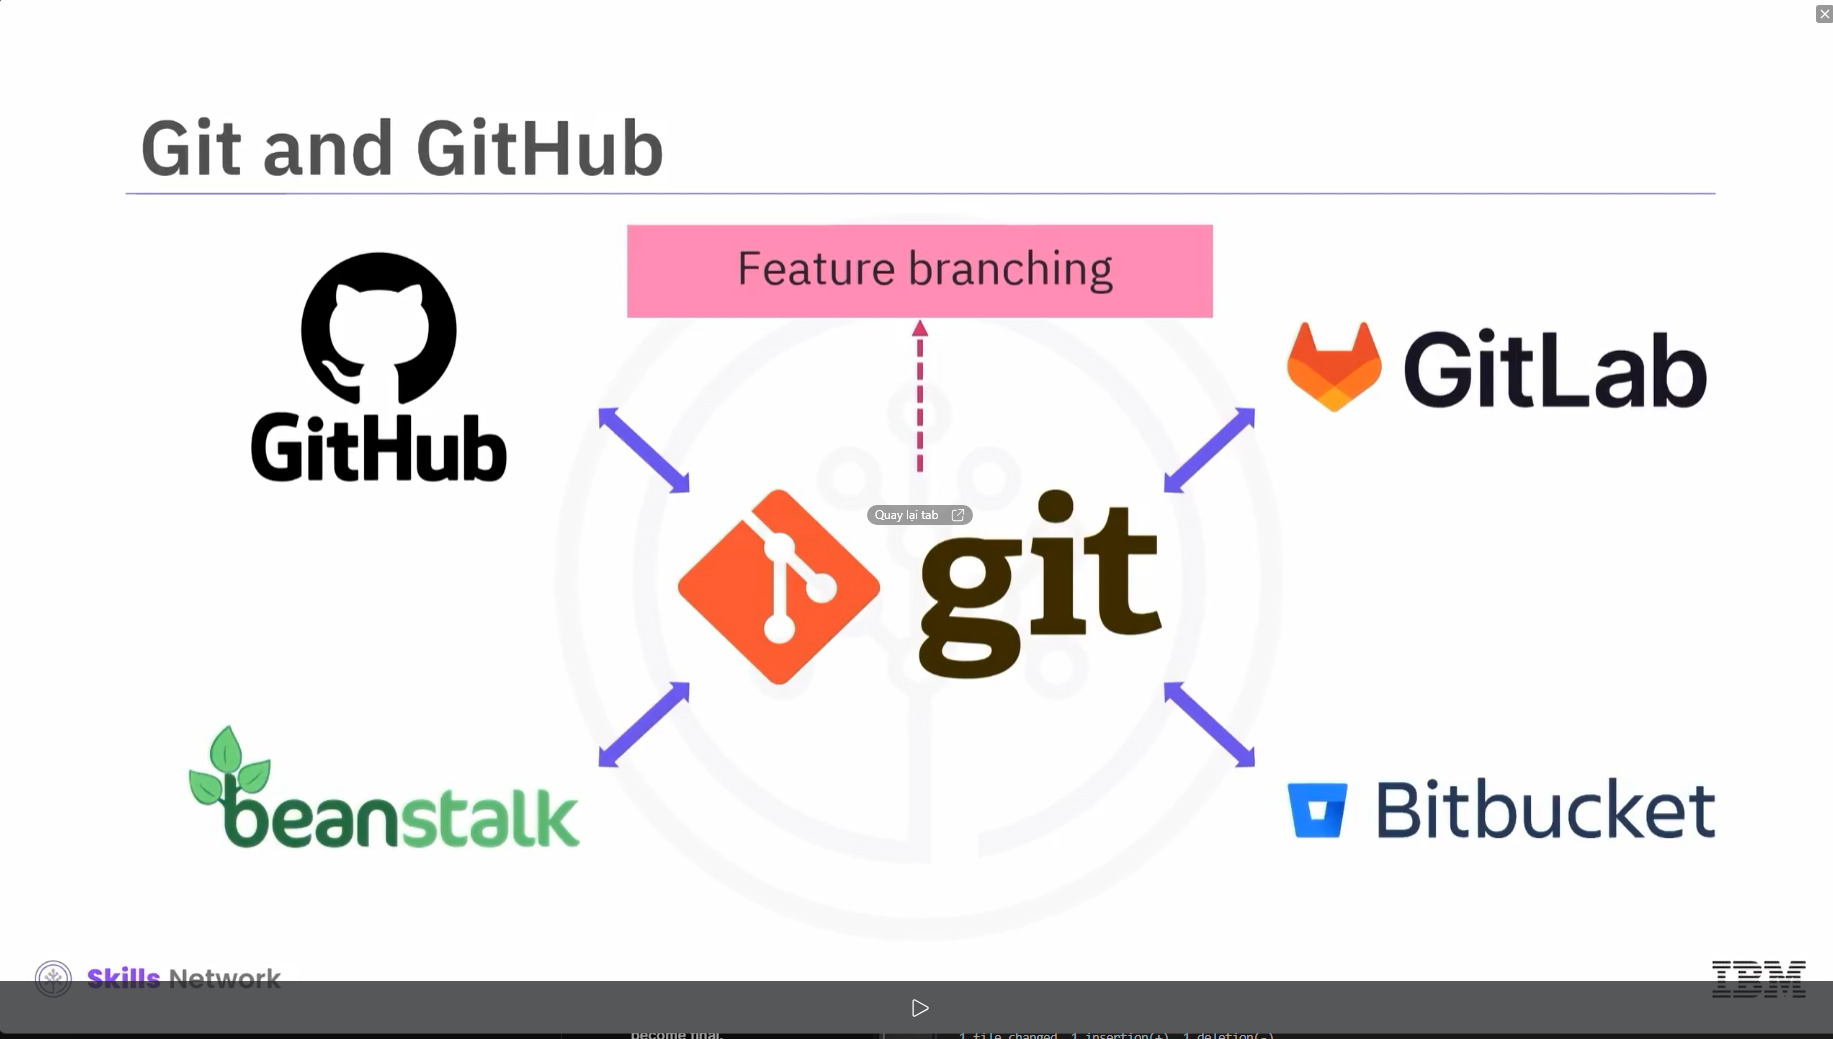 Git and GitHub
Feature branching
GitHub
GitLab
Quay lại tab
git
beanstalk
Bitbucket
Skills Network
IBM
become final.
1 file changed, 1 insertion(+), 1 deletion(-)